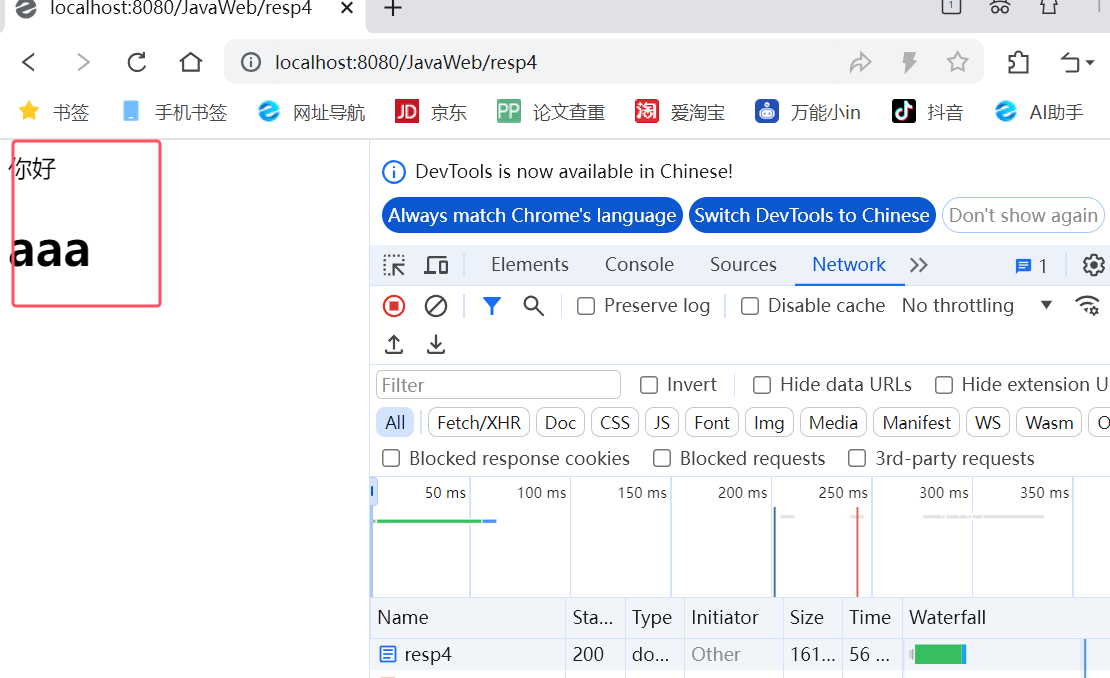 localhost:8080/JavaWeb/resp4
1
localhost:8080/JavaWeb/resp4
书签 手机书签 网址导航 JD 京东 PP 论文查重 淘 爱淘宝 万能小in 抖音 AI助手
你好
aaa
DevTools is now available in Chinese!
Always match Chrome's language Switch DevTools to Chinese Don't show again
Elements Console Sources Network 1
Preserve log Disable cache No throttling
Filter Invert Hide data URLs Hide extension U
All Fetch/XHR Doc CSS JS Font Img Media Manifest WS Wasm O
Blocked response cookies Blocked requests 3rd-party requests
50 ms 100 ms 150 ms 200 ms 250 ms 300 ms 350 ms
Name Sta... Type Initiator Size Time Waterfall
resp4 200 do... Other 161... 56 ...